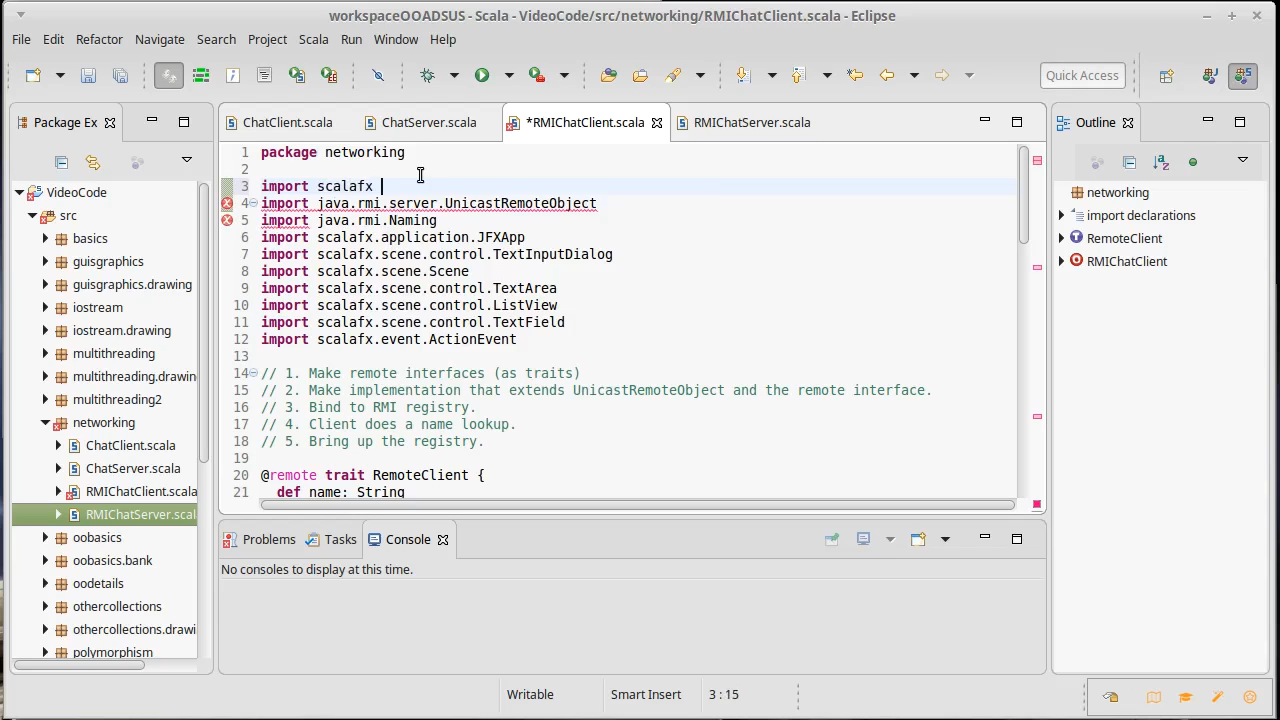 workspaceOOADSUS - Scala - VideoCode/src/networking/RMIChatClient.scala - Eclipse
File Edit Refactor Navigate Search Project Scala Run Window Help
Quick Access
Package Ex
ChatClient.scala ChatServer.scala *RMIChatClient.scala RMIChatServer.scala
Outline
VideoCode
src
basics
guisgraphics
guisgraphics.drawing
iostream
iostream.drawing
multithreading
multithreading.drawin
multithreading2
networking
ChatClient.scala
ChatServer.scala
RMIChatClient.scala
RMIChatServer.scal
oobasics
oobasics.bank
oodetails
othercollections
othercollections.drawi
polymorphism
1 package networking
2
3 import scalafx
4 import java.rmi.server.UnicastRemoteObject
5 import java.rmi.Naming
6 import scalafx.application.JFXApp
7 import scalafx.scene.control.TextInputDialog
8 import scalafx.scene.Scene
9 import scalafx.scene.control.TextArea
10 import scalafx.scene.control.ListView
11 import scalafx.scene.control.TextField
12 import scalafx.event.ActionEvent
13
14 // 1. Make remote interfaces (as traits)
15 // 2. Make implementation that extends UnicastRemoteObject and the remote interface.
16 // 3. Bind to RMI registry.
17 // 4. Client does a name lookup.
18 // 5. Bring up the registry.
19
20 @remote trait RemoteClient {
21 def name: String
networking
import declarations
RemoteClient
RMIChatClient
Problems Tasks Console
No consoles to display at this time.
Writable Smart Insert 3 : 15